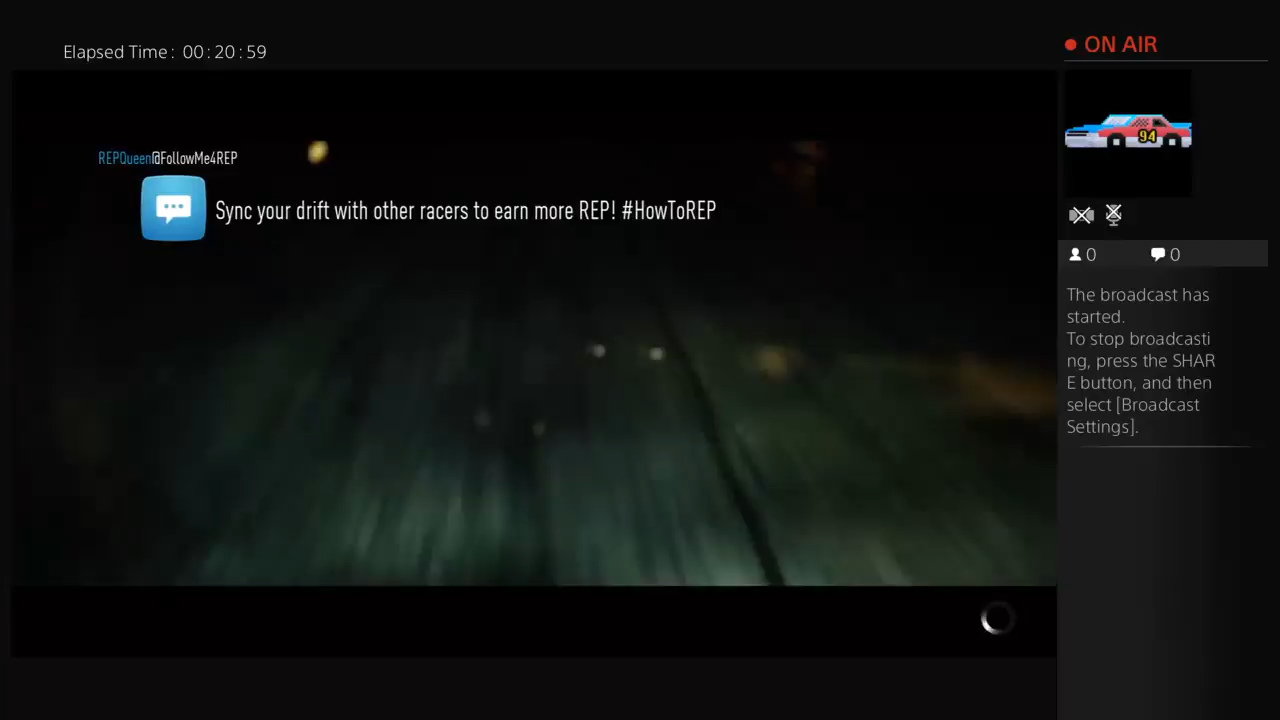 Elapsed Time: 00:20:59
ON AIR
94
REPQueen@FollowMe4REP
Sync your drift with other racers to earn more REP! #HowToREP
0 0
The broadcast has
started.
To stop broadcasti
ng, press the SHAR
E button, and then
select [Broadcast
Settings].